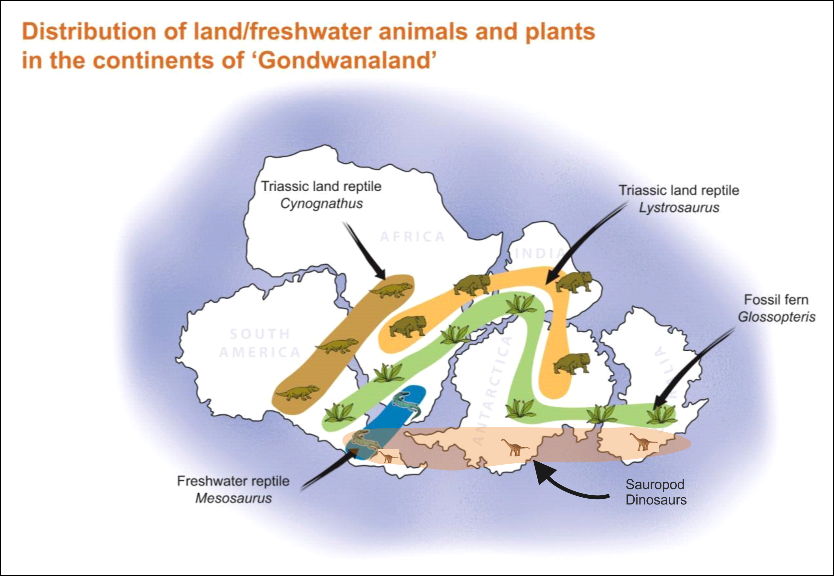 Distribution of land/freshwater animals and plants
in the continents of ‘Gondwanaland’
Triassic land reptile
Cynognathus
Triassic land reptile
Lystrosaurus
AFRICA
INDIA
Fossil fern
Glossopteris
SOUTH
AMERICA
ANTARCTICA
Freshwater reptile
Mesosaurus
Sauropod
Dinosaurs